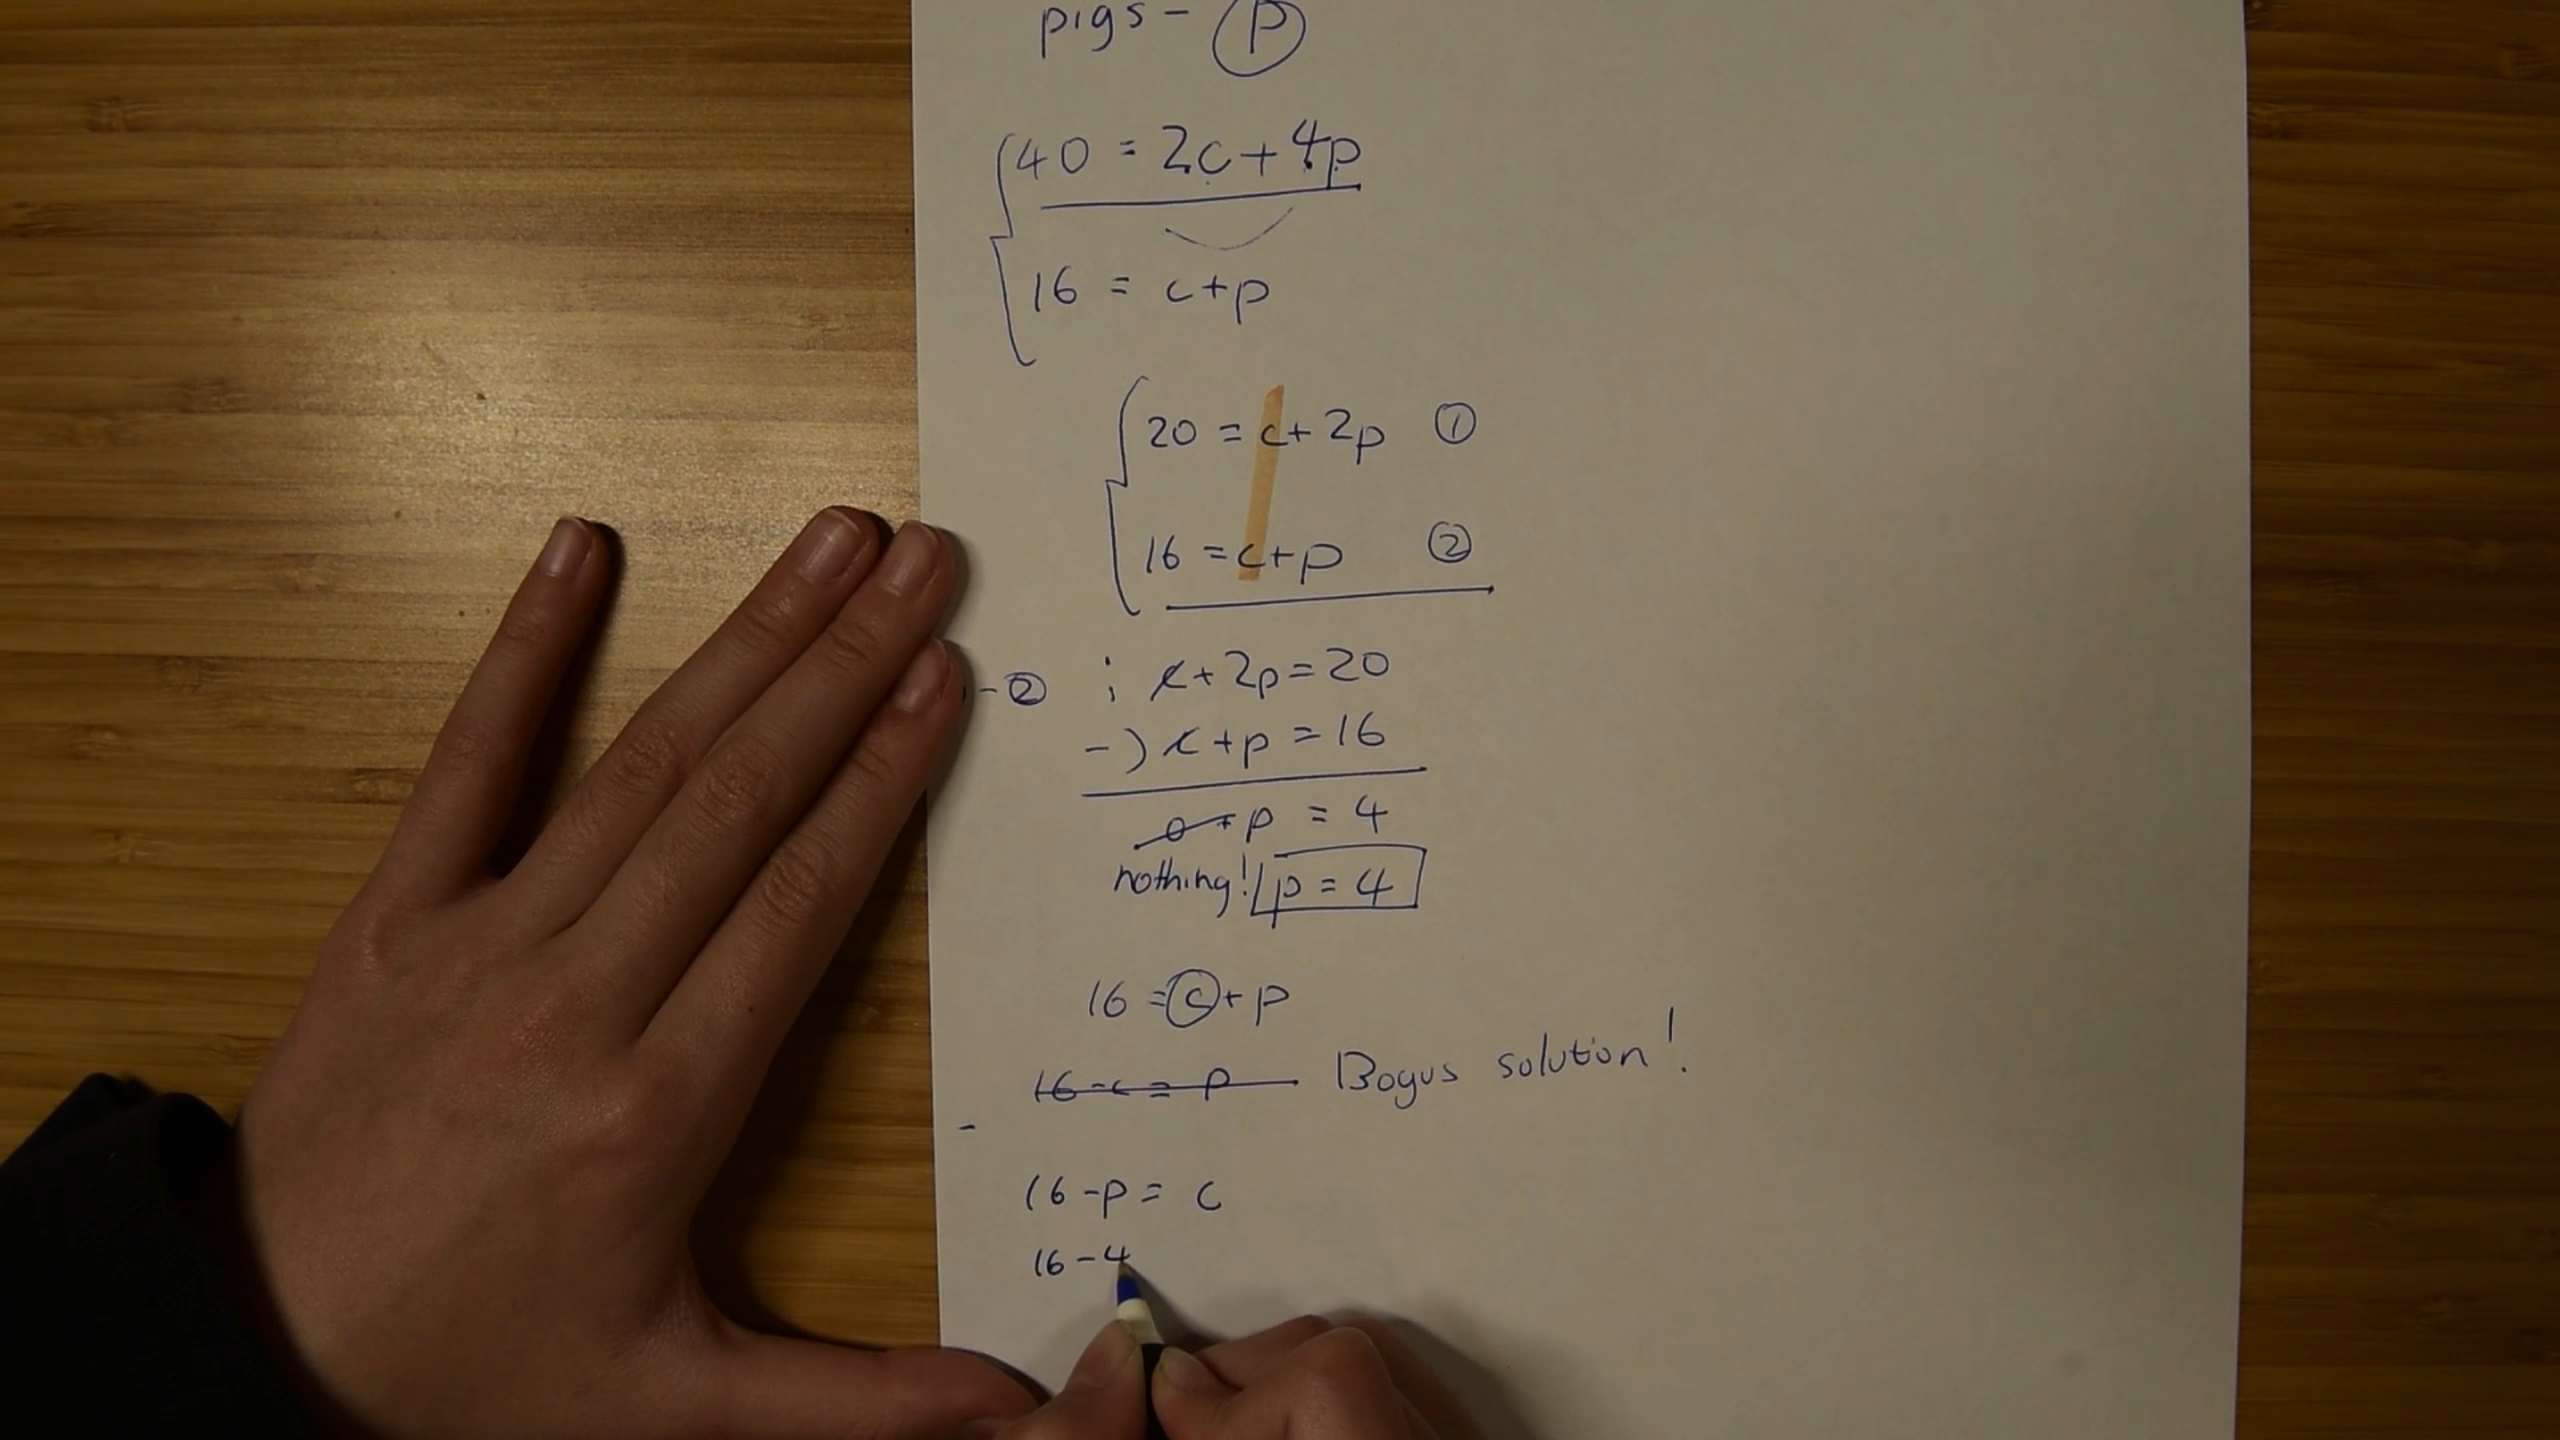 pigs - p
40 = 2c + 4p
16 = c + p
20 = c + 2p ①
16 = c + p ②
- ② : c + 2p = 20
-) c + p = 16
0 + p = 4
nothing! p = 4
16 = c + p
16 - c = p Bogus solution!
-
16 - p = c
16 - 4